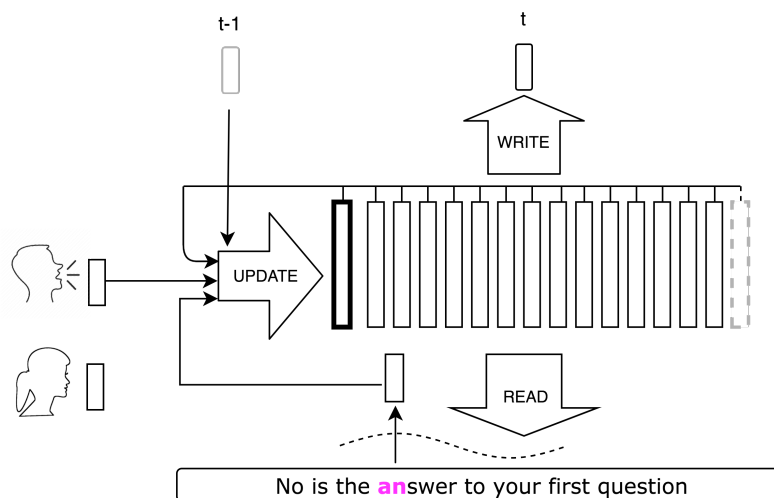 t-1
t
WRITE
UPDATE
READ
No is the answer to your first question